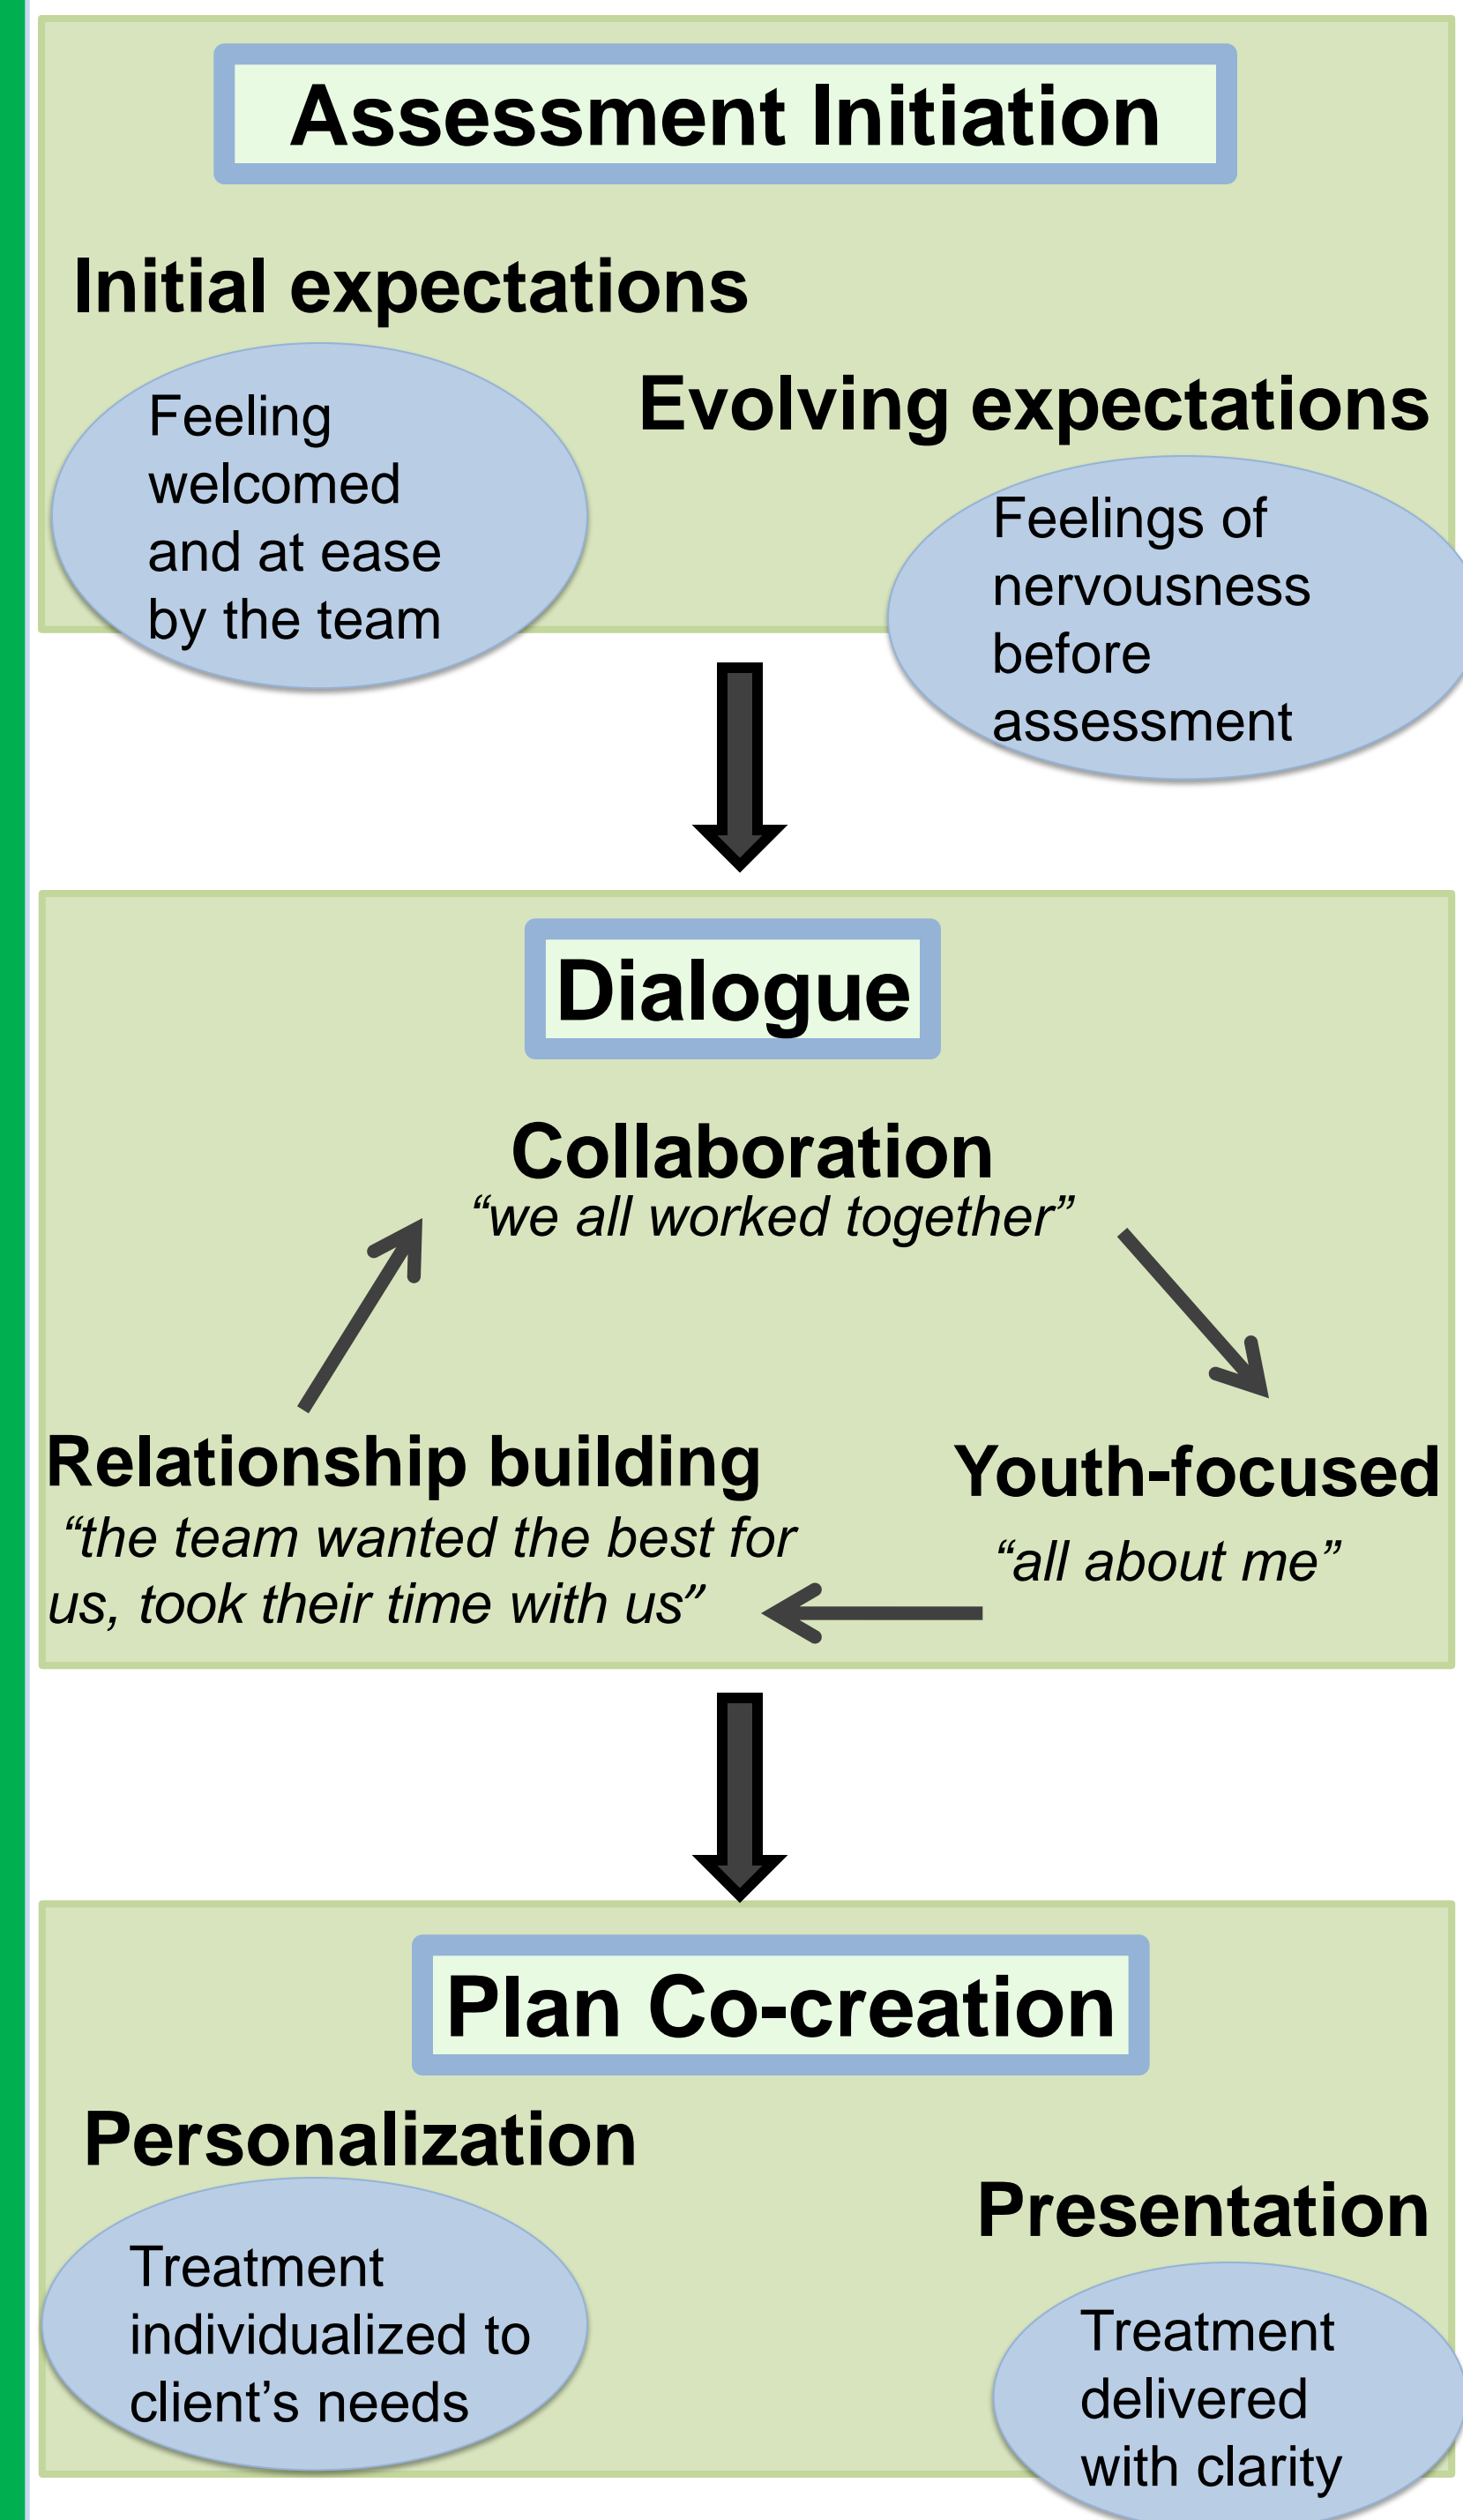 Assessment Initiation
Initial expectations
Feeling
welcomed
and at ease
by the team
Evolving expectations
Feelings of
nervousness
before
assessment
Dialogue
Collaboration
“we all worked together”
Relationship building
“the team wanted the best for
us, took their time with us”
Youth-focused
“all about me”
Plan Co-creation
Personalization
Treatment
individualized to
client’s needs
Presentation
Treatment
delivered
with clarity